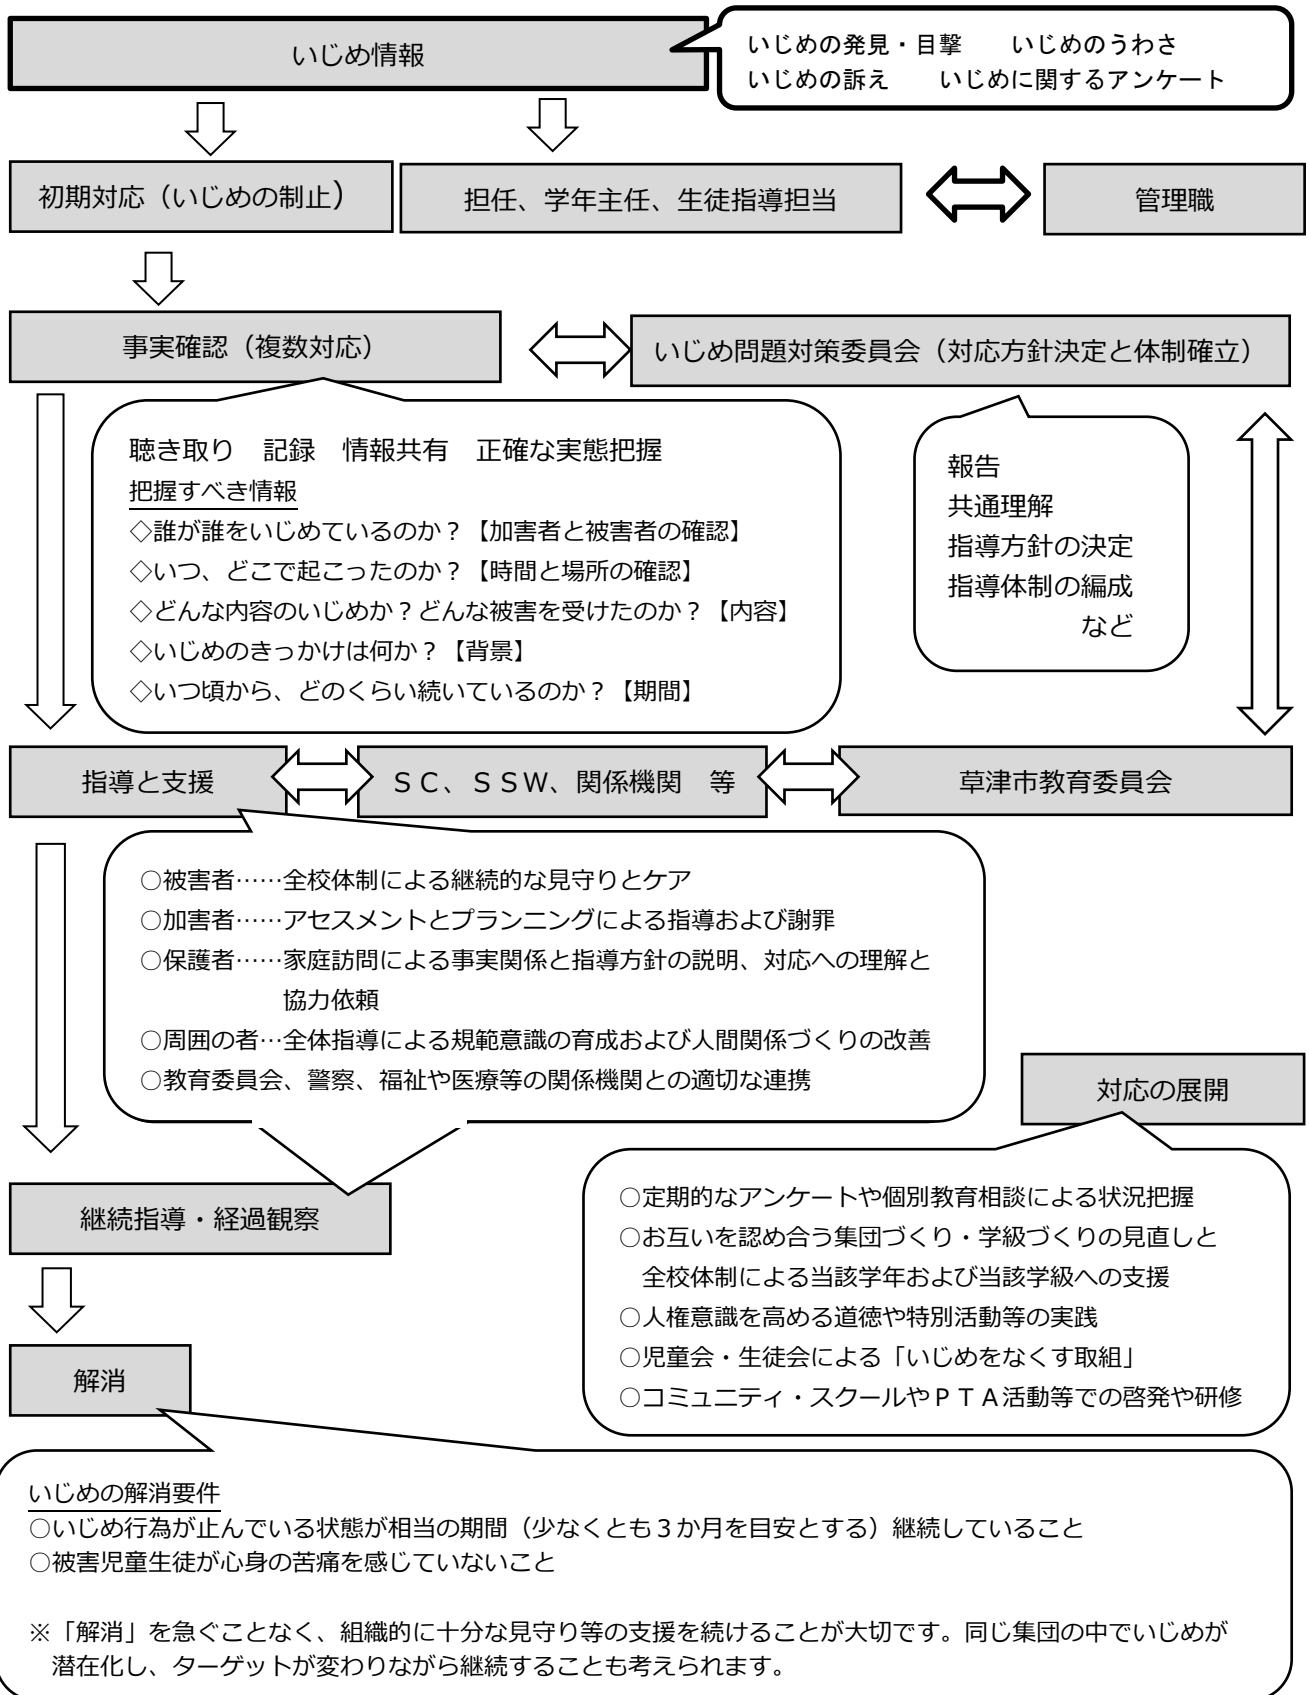 いじめ情報
いじめの発見・目撃　　いじめのうわさ
いじめの訴え　　いじめに関するアンケート
初期対応（いじめの制止）
担任、学年主任、生徒指導担当
管理職
事実確認（複数対応）
いじめ問題対策委員会（対応方針決定と体制確立）
聴き取り　記録　情報共有　正確な実態把握
把握すべき情報
◇誰が誰をいじめているのか？【加害者と被害者の確認】
◇いつ、どこで起こったのか？【時間と場所の確認】
◇どんな内容のいじめか？どんな被害を受けたのか？【内容】
◇いじめのきっかけは何か？【背景】
◇いつ頃から、どのくらい続いているのか？【期間】
報告
共通理解
指導方針の決定
指導体制の編成
など
指導と支援
ＳＣ、ＳＳＷ、関係機関　等
草津市教育委員会
○被害者……全校体制による継続的な見守りとケア
○加害者……アセスメントとプランニングによる指導および謝罪
○保護者……家庭訪問による事実関係と指導方針の説明、対応への理解と
協力依頼
○周囲の者…全体指導による規範意識の育成および人間関係づくりの改善
○教育委員会、警察、福祉や医療等の関係機関との適切な連携
対応の展開
○定期的なアンケートや個別教育相談による状況把握
○お互いを認め合う集団づくり・学級づくりの見直しと
全校体制による当該学年および当該学級への支援
○人権意識を高める道徳や特別活動等の実践
○児童会・生徒会による「いじめをなくす取組」
○コミュニティ・スクールやＰＴＡ活動等での啓発や研修
継続指導・経過観察
解消
いじめの解消要件
○いじめ行為が止んでいる状態が相当の期間（少なくとも３か月を目安とする）継続していること
○被害児童生徒が心身の苦痛を感じていないこと
※「解消」を急ぐことなく、組織的に十分な見守り等の支援を続けることが大切です。同じ集団の中でいじめが
潜在化し、ターゲットが変わりながら継続することも考えられます。